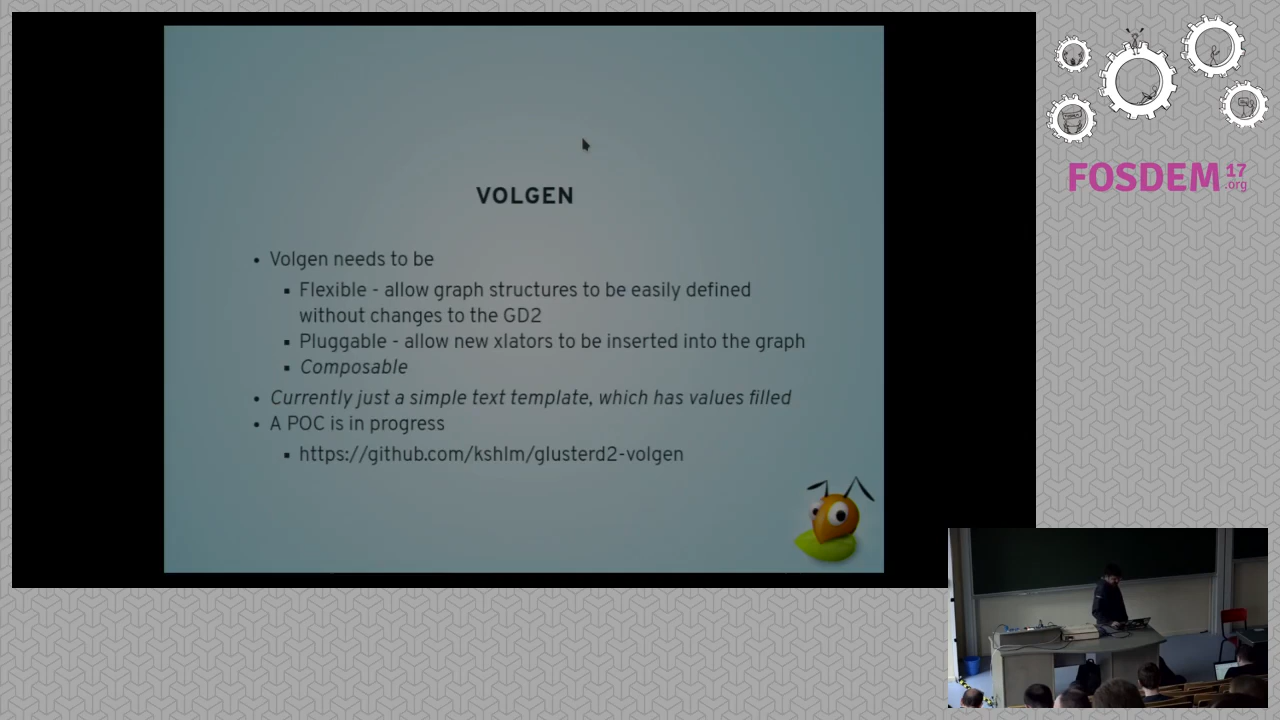 VOLGEN
• Volgen needs to be
▪ Flexible - allow graph structures to be easily defined
without changes to the GD2
▪ Pluggable - allow new xlators to be inserted into the graph
▪ Composable
• Currently just a simple text template, which has values filled
• A POC is in progress
▪ https://github.com/kshlm/glusterd2-volgen
FOSDEM 17
.org